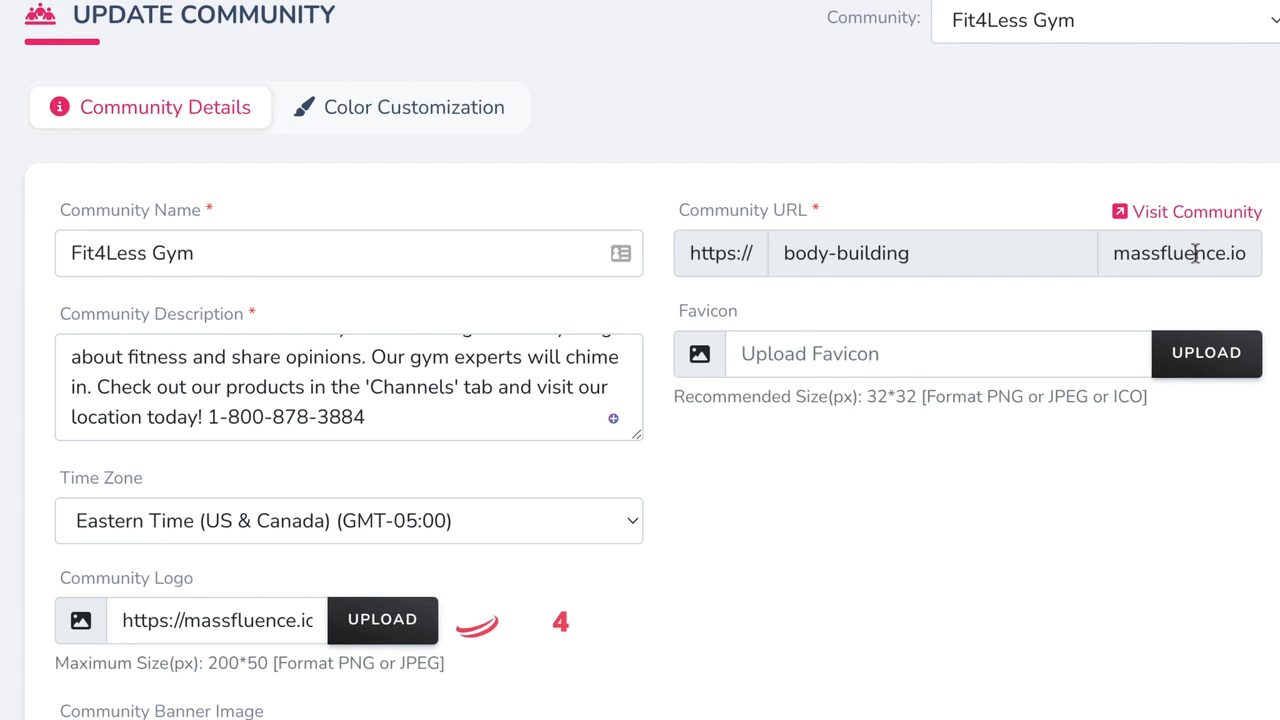 UPDATE COMMUNITY
Community:
Fit4Less Gym
Community Details
Color Customization
Community Name *
Fit4Less Gym
Community URL *
Visit Community
https://
body-building
massfluence.io
Community Description *
about fitness and share opinions. Our gym experts will chime
in. Check out our products in the 'Channels' tab and visit our
location today! 1-800-878-3884
Favicon
Upload Favicon
UPLOAD
Recommended Size(px): 32*32 [Format PNG or JPEG or ICO]
Time Zone
Eastern Time (US & Canada) (GMT-05:00)
Community Logo
https://massfluence.ic
UPLOAD
4
Maximum Size(px): 200*50 [Format PNG or JPEG]
Community Banner Image